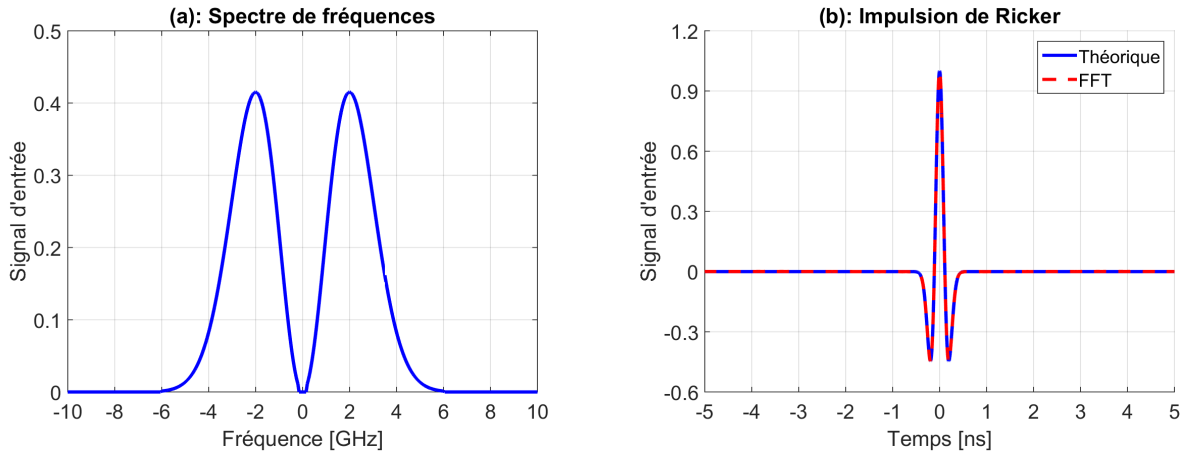 (a): Spectre de fréquences
0.5
0.4
0.3
0.2
0.1
0
Signal d'entrée
-10 -8 -6 -4 -2 0 2 4 6 8 10
Fréquence [GHz]
(b): Impulsion de Ricker
1.2
0.9
0.6
0.3
0
-0.3
-0.6
Signal d'entrée
Théorique
FFT
-5 -4 -3 -2 -1 0 1 2 3 4 5
Temps [ns]